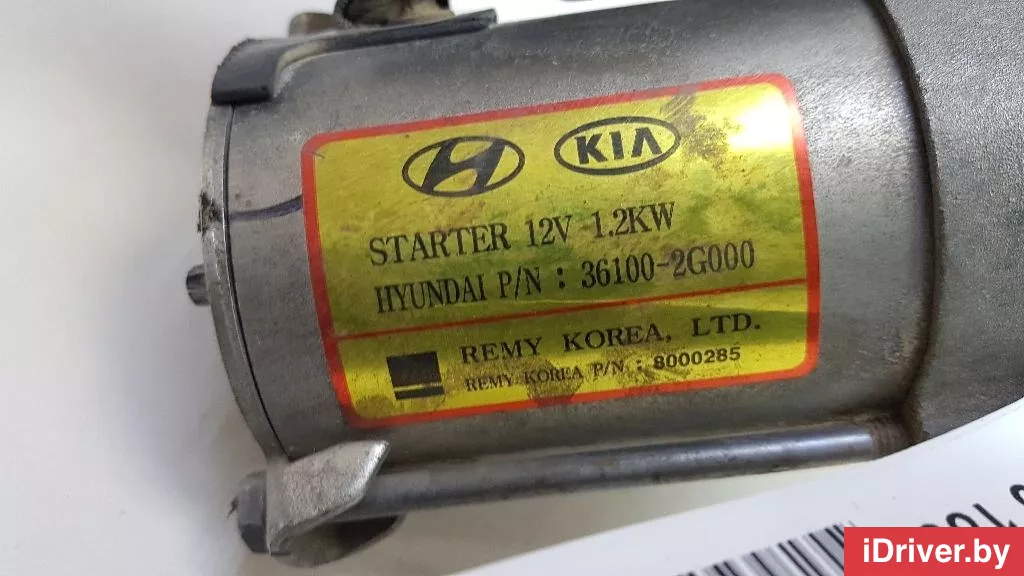 KIA
STARTER 12V 1.2KW
HYUNDAI P/N : 36100-2G000
REMY KOREA, LTD.
REMY KOREA P/N : 8000285
iDriver.by